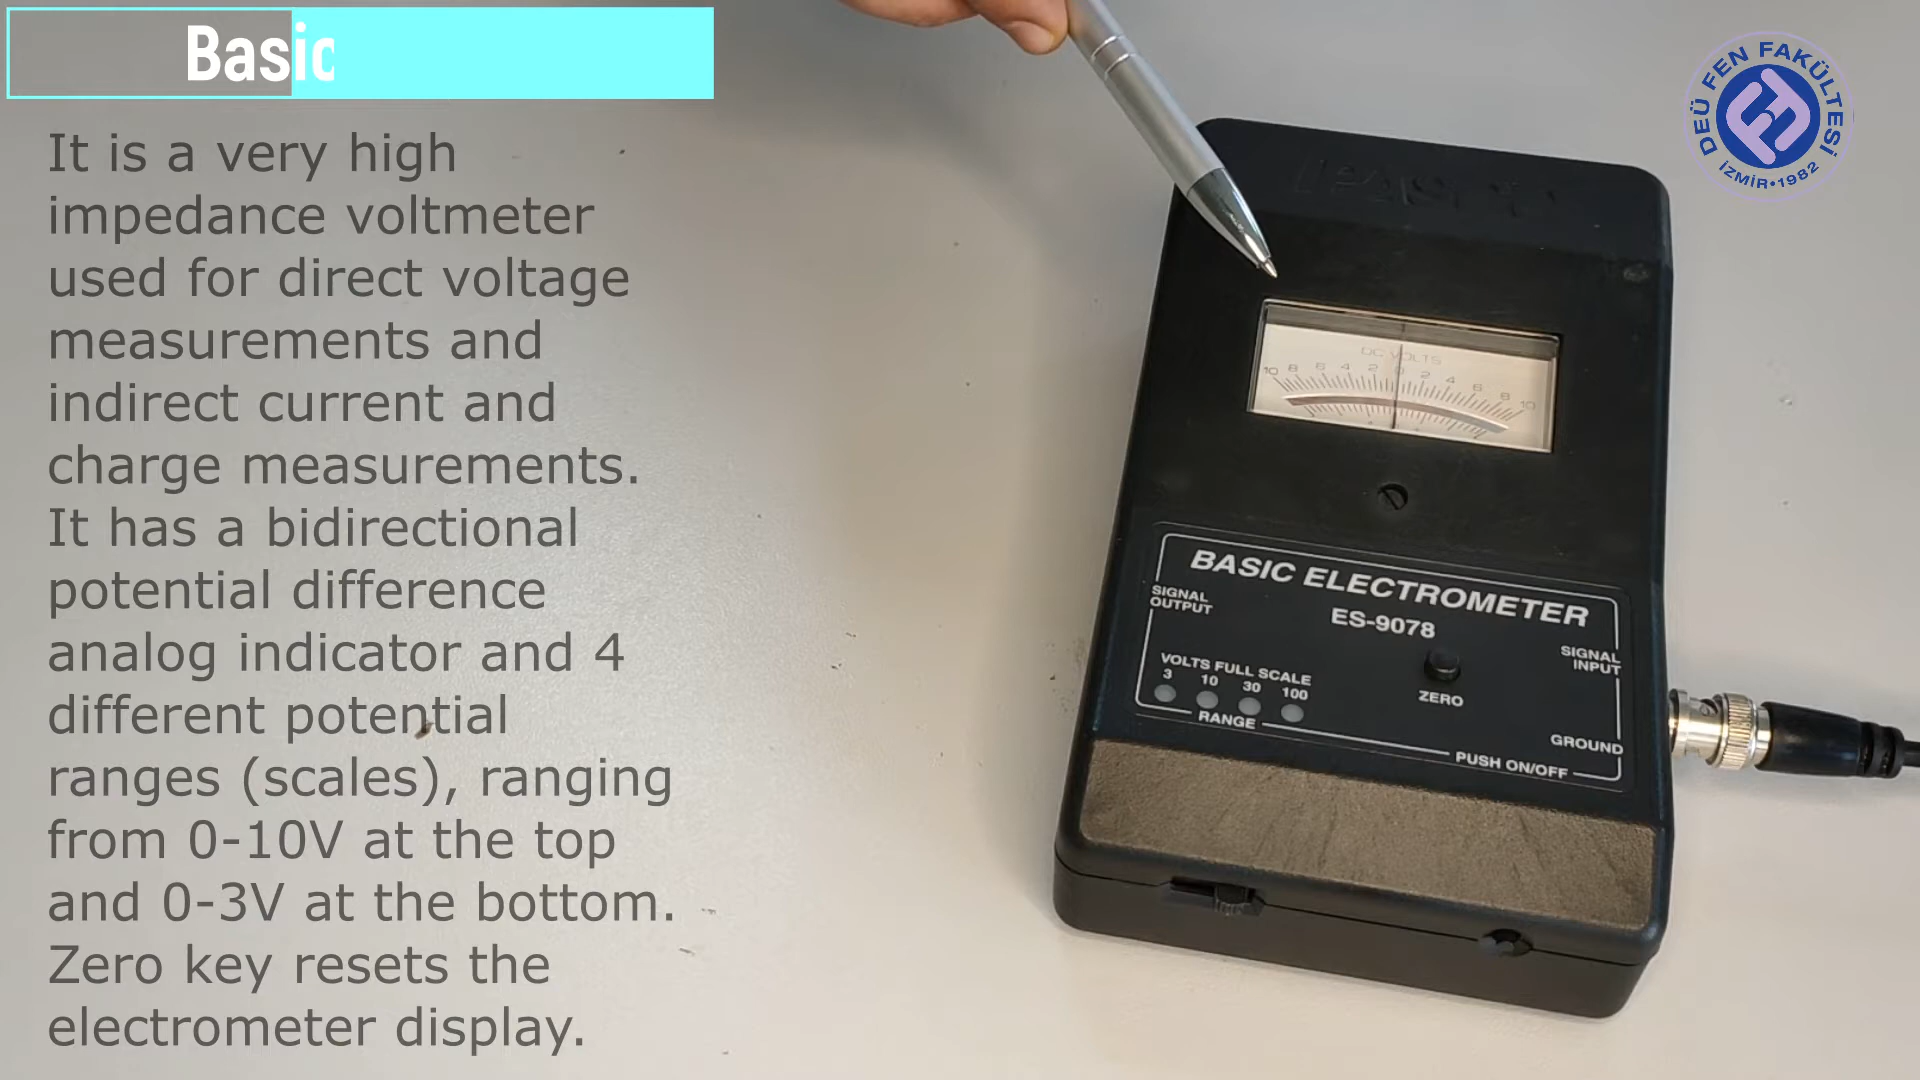 Basic
It is a very high
impedance voltmeter
used for direct voltage
measurements and
indirect current and
charge measurements.
It has a bidirectional
potential difference
analog indicator and 4
different potential
ranges (scales), ranging
from 0-10V at the top
and 0-3V at the bottom.
Zero key resets the
electrometer display.
DEÜ FEN FAKÜLTESİ
İZMİR•1982
DC VOLTS
10 8 6 4 2 0 2 4 6 8 10
BASIC ELECTROMETER
ES-9078
SIGNAL
OUTPUT
SIGNAL
INPUT
VOLTS FULL SCALE
3 10 30 100
RANGE
ZERO
GROUND
PUSH ON/OFF